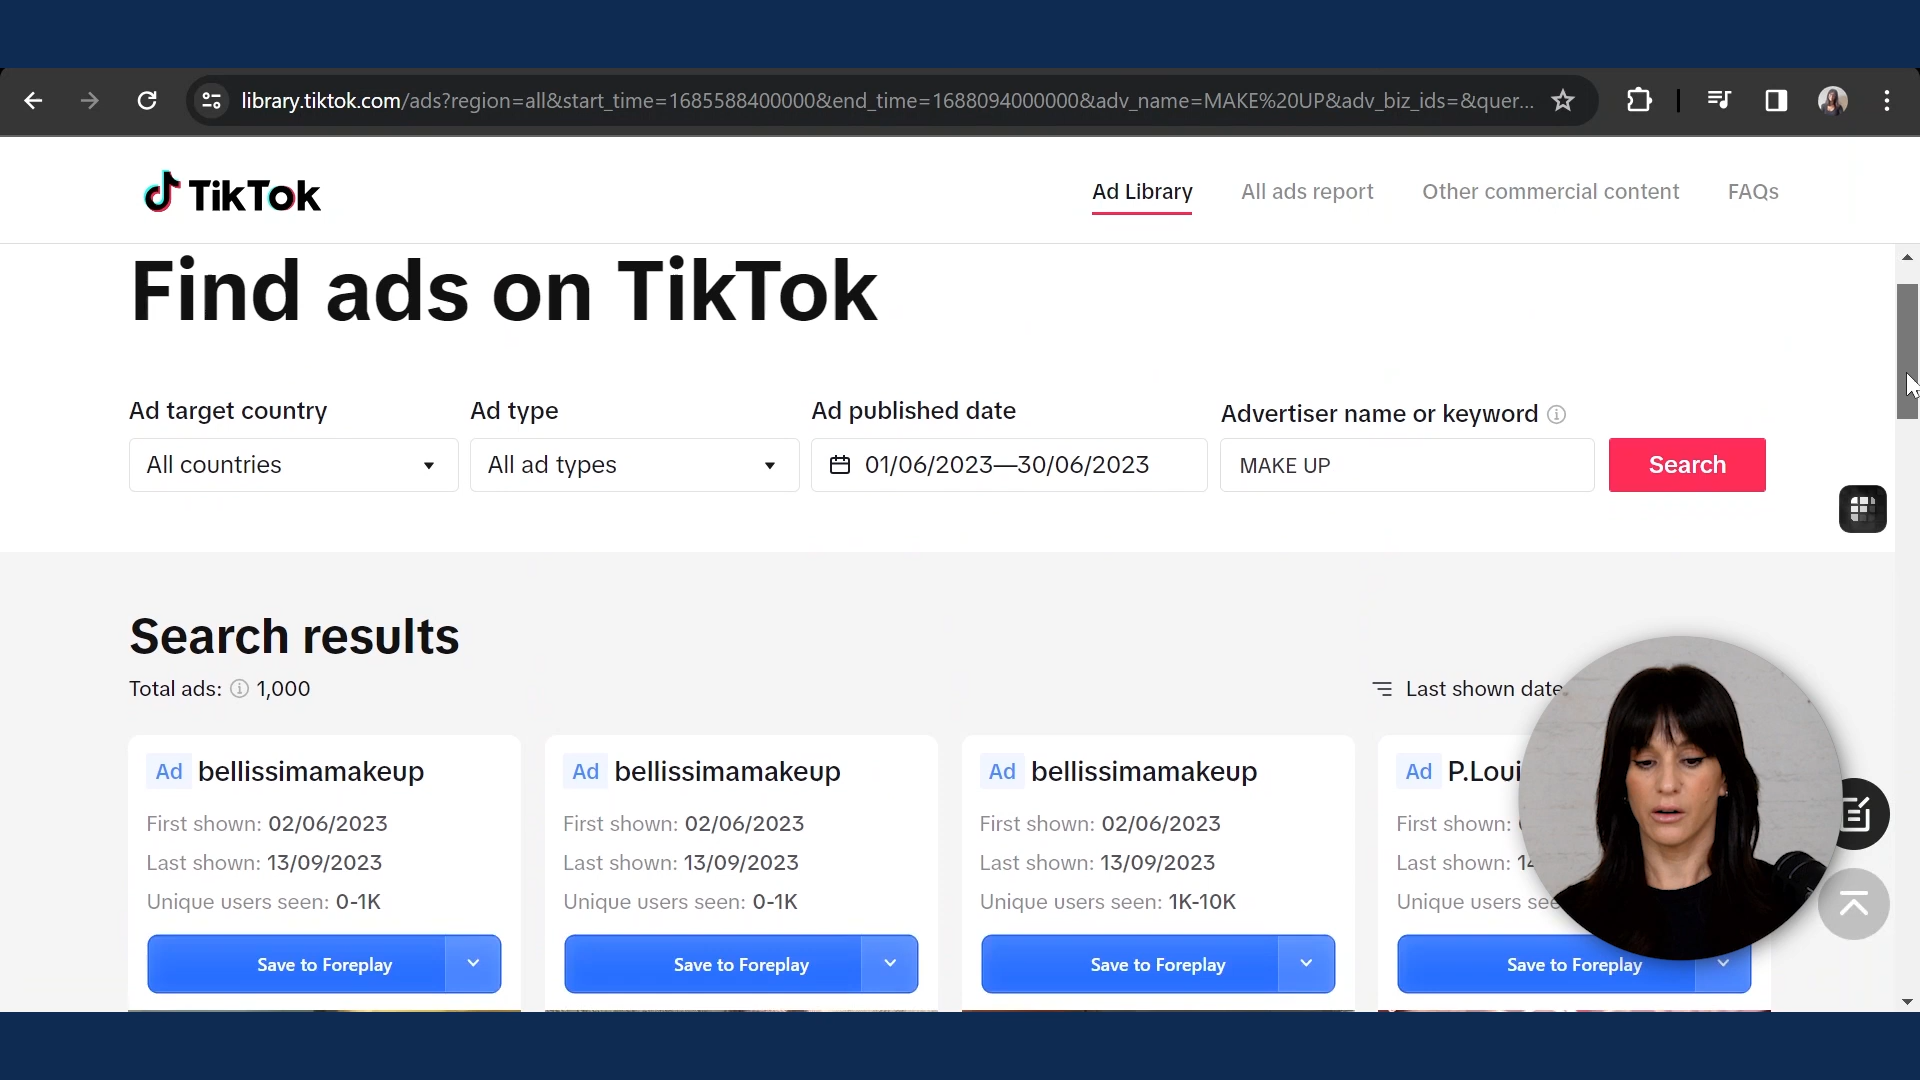 library.tiktok.com/ads?region=all&start_time=1685588400000&end_time=1688094000000&adv_name=MAKE%20UP&adv_biz_ids=&quer...
TikTok
Ad Library All ads report Other commercial content FAQs
Find ads on TikTok
Ad target country Ad type Ad published date Advertiser name or keyword
All countries All ad types 01/06/2023—30/06/2023 MAKE UP Search
Search results
Total ads: 1,000 Last shown date
Ad bellissimamakeup Ad bellissimamakeup Ad bellissimamakeup Ad P.Loui
First shown: 02/06/2023 First shown: 02/06/2023 First shown: 02/06/2023 First shown:
Last shown: 13/09/2023 Last shown: 13/09/2023 Last shown: 13/09/2023 Last shown: 14
Unique users seen: 0-1K Unique users seen: 0-1K Unique users seen: 1K-10K Unique users see
Save to Foreplay Save to Foreplay Save to Foreplay Save to Foreplay